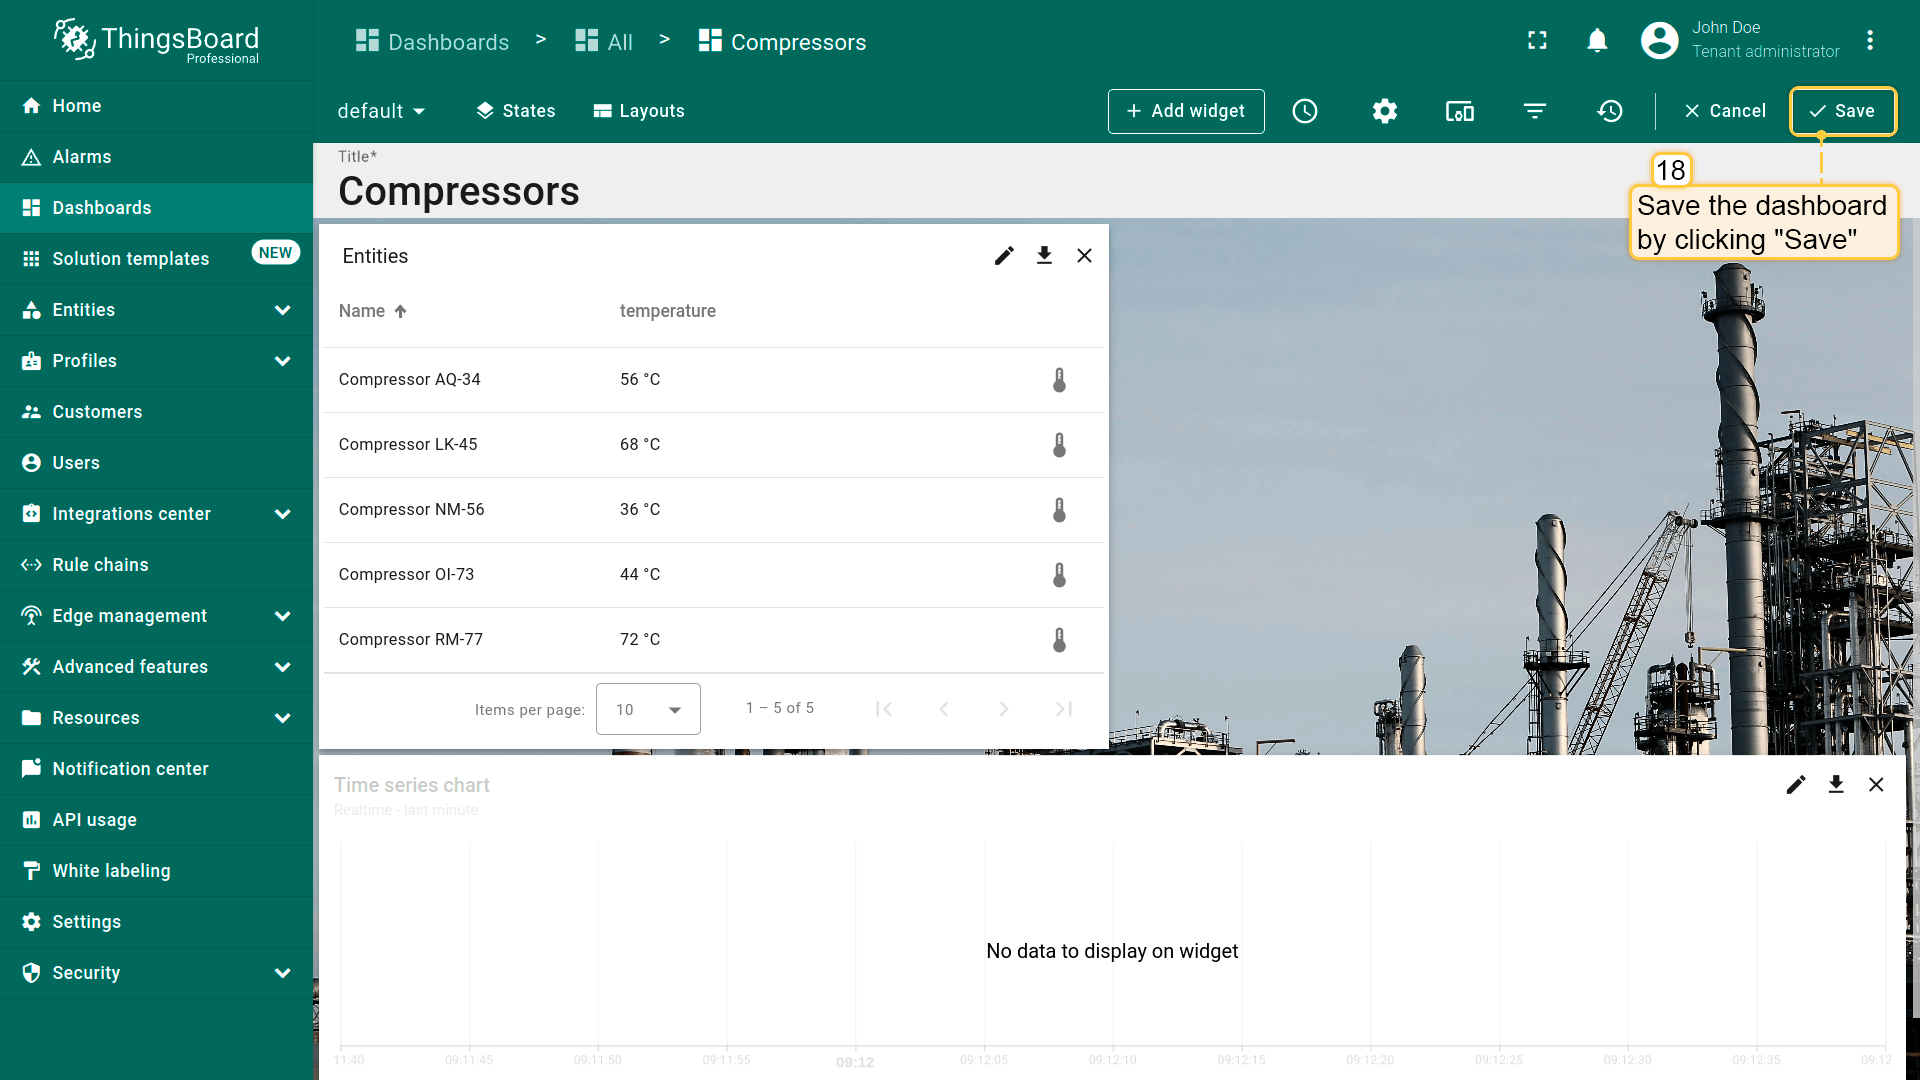 ThingsBoard
Professional
Dashboards > All > Compressors
John Doe
Tenant administrator
default
States
Layouts
+ Add widget
Cancel
Save
18
Save the dashboard
by clicking "Save"
Home
Alarms
Dashboards
Solution templates
NEW
Entities
Profiles
Customers
Users
Integrations center
Rule chains
Edge management
Advanced features
Resources
Notification center
API usage
White labeling
Settings
Security
Title*
Compressors
Entities
Name temperature
Compressor AQ-34 56 °C
Compressor LK-45 68 °C
Compressor NM-56 36 °C
Compressor OI-73 44 °C
Compressor RM-77 72 °C
Items per page: 10 1 – 5 of 5
Time series chart
Realtime - last minute
No data to display on widget
11:40 09:11:45 09:11:50 09:11:55 09:12 09:12:05 09:12:10 09:12:15 09:12:20 09:12:25 09:12:30 09:12:35 09:12